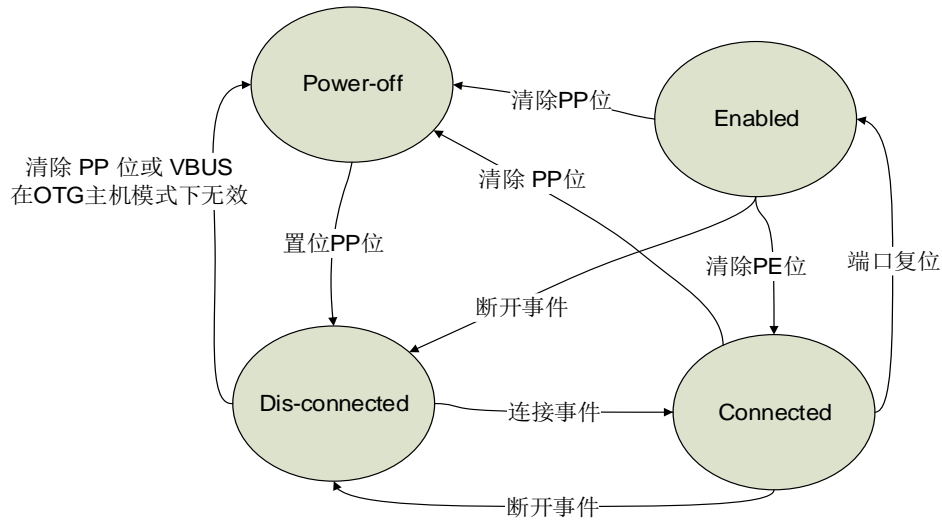 Power-off
Enabled
清除PP位
清除 PP 位或 VBUS
在OTG主机模式下无效
清除 PP位
置位PP位
清除PE位
端口复位
断开事件
Dis-connected
连接事件
Connected
断开事件